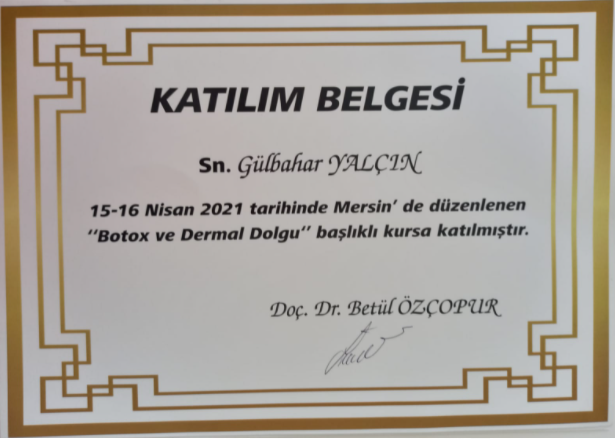 KATILIM BELGESİ
Sn. Gülbahar YALÇIN
15-16 Nisan 2021 tarihinde Mersin' de düzenlenen
"Botox ve Dermal Dolgu" başlıklı kursa katılmıştır.
Doç. Dr. Betül ÖZÇOPUR